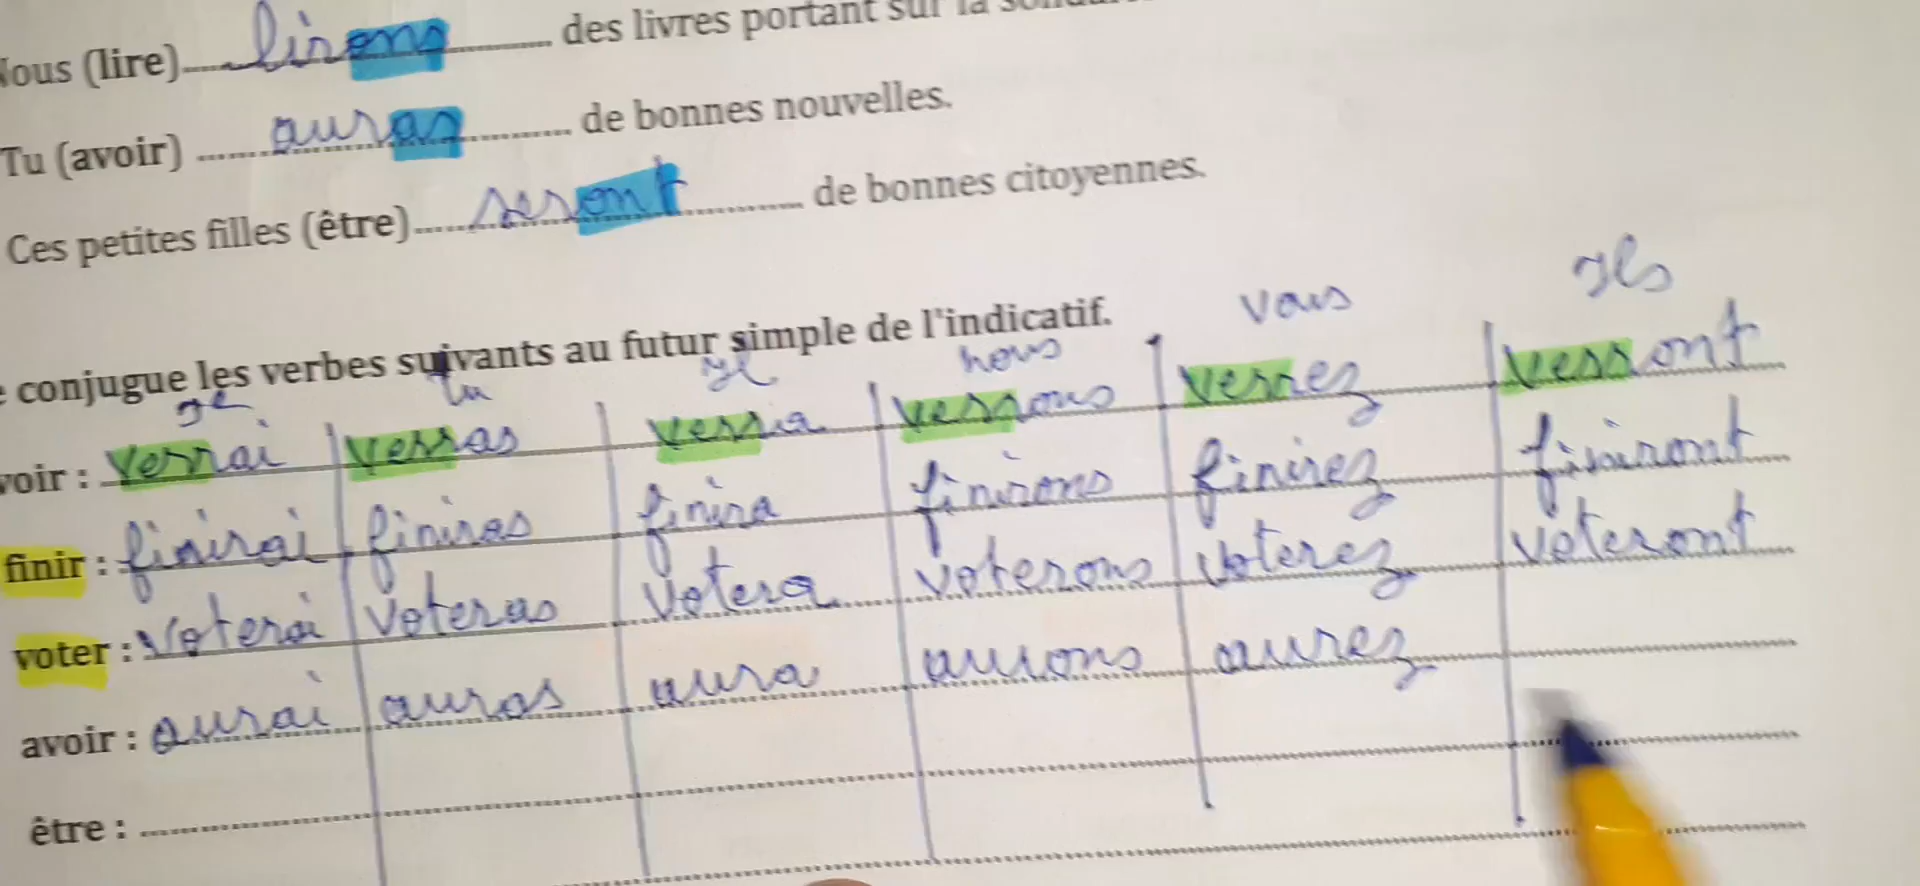 Nous (lire) lirons des livres portant sur la
Tu (avoir) auras de bonnes nouvelles.
Ces petites filles (être) seront de bonnes citoyennes.
conjugue les verbes suivants au futur simple de l'indicatif.
je tu il nous vous ils
voir : verrai verras verra verrons verrez verront
finir : finirai finiras finira finirons finirez finiront
voter : voterai voteras votera voterons voterez voteront
avoir : aurai auras aura aurons aurez
être :